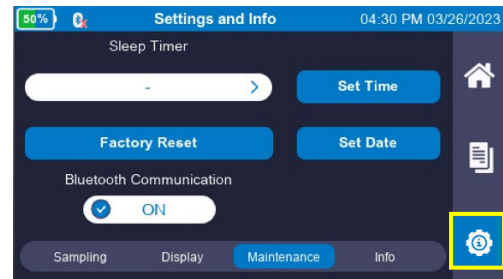 50% Settings and Info 04:30 PM 03/26/2023
Sleep Timer
- > Set Time
Factory Reset Set Date
Bluetooth Communication
ON
Sampling Display Maintenance Info